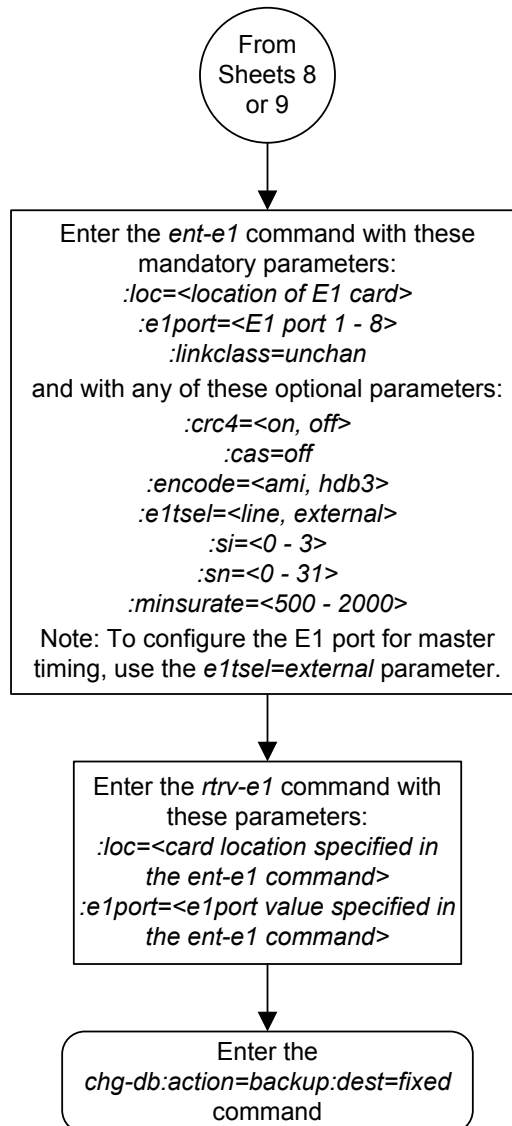 From
Sheets 8
or 9
Enter the ent-e1 command with these
mandatory parameters:
:loc=<location of E1 card>
:e1port=<E1 port 1 - 8>
:linkclass=unchan
and with any of these optional parameters:
:crc4=<on, off>
:cas=off
:encode=<ami, hdb3>
:e1tsel=<line, external>
:si=<0 - 3>
:sn=<0 - 31>
:minsurate=<500 - 2000>
Note: To configure the E1 port for master
timing, use the e1tsel=external parameter.
Enter the rtrv-e1 command with
these parameters:
:loc=<card location specified in
the ent-e1 command>
:e1port=<e1port value specified in
the ent-e1 command>
Enter the
chg-db:action=backup:dest=fixed
command